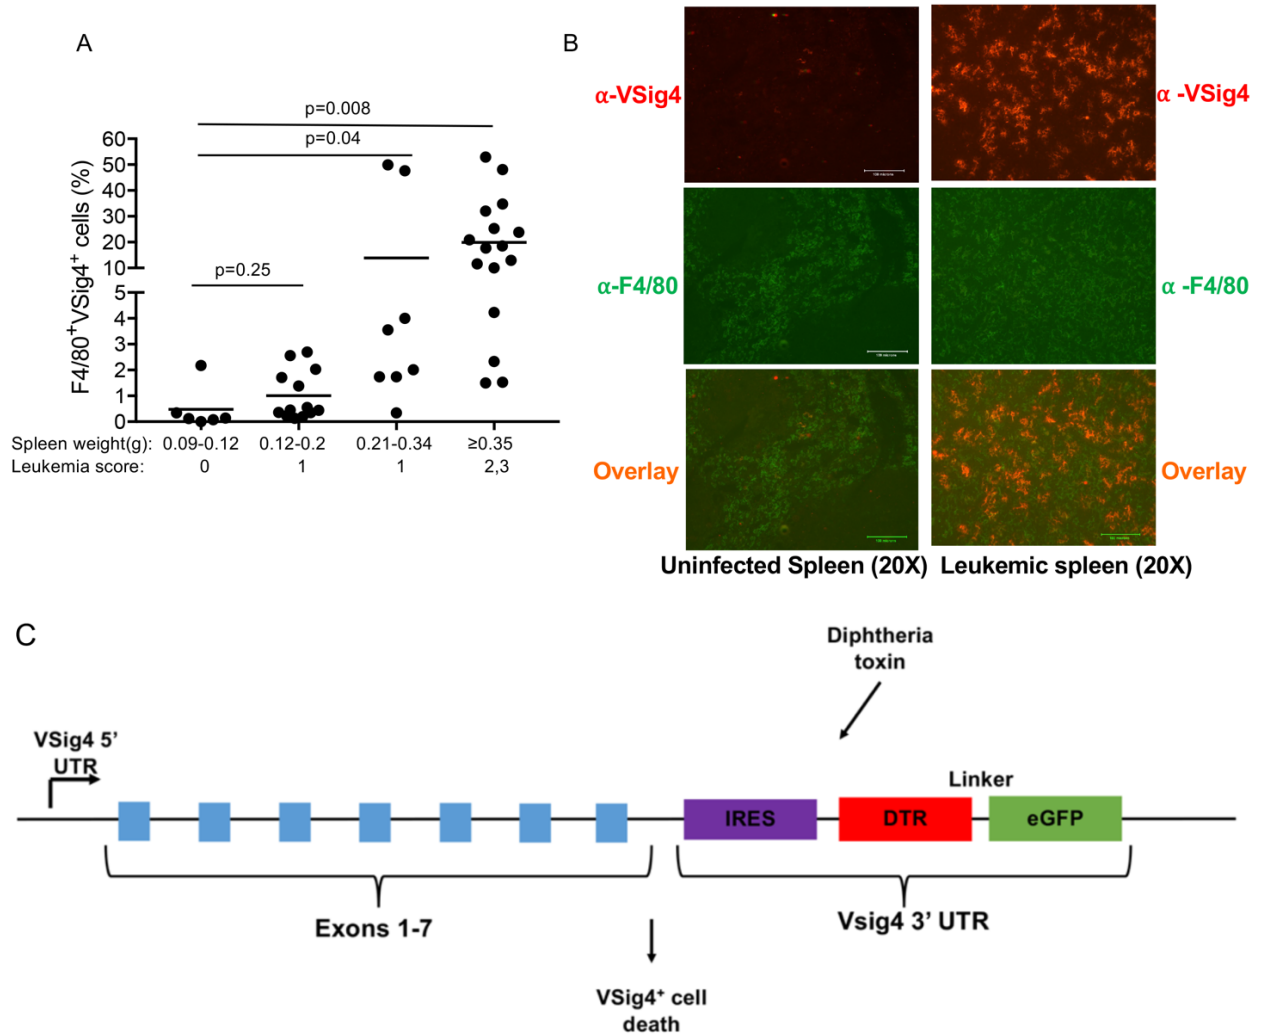 A
p=0.008
p=0.04
p=0.25
F4/80+VSig4+ cells (%)
60
50
40
30
20
10
5
4
3
2
1
0
Spleen weight(g): 0.09-0.12 0.12-0.2 0.21-0.34 ≥0.35
Leukemia score: 0 1 1 2,3
B
α-VSig4
α -VSig4
α-F4/80
α -F4/80
Overlay
Overlay
Uninfected Spleen (20X) Leukemic spleen (20X)
C
Diphtheria
toxin
VSig4 5’
UTR
Linker
IRES DTR eGFP
Exons 1-7
Vsig4 3’ UTR
VSig4+ cell
death